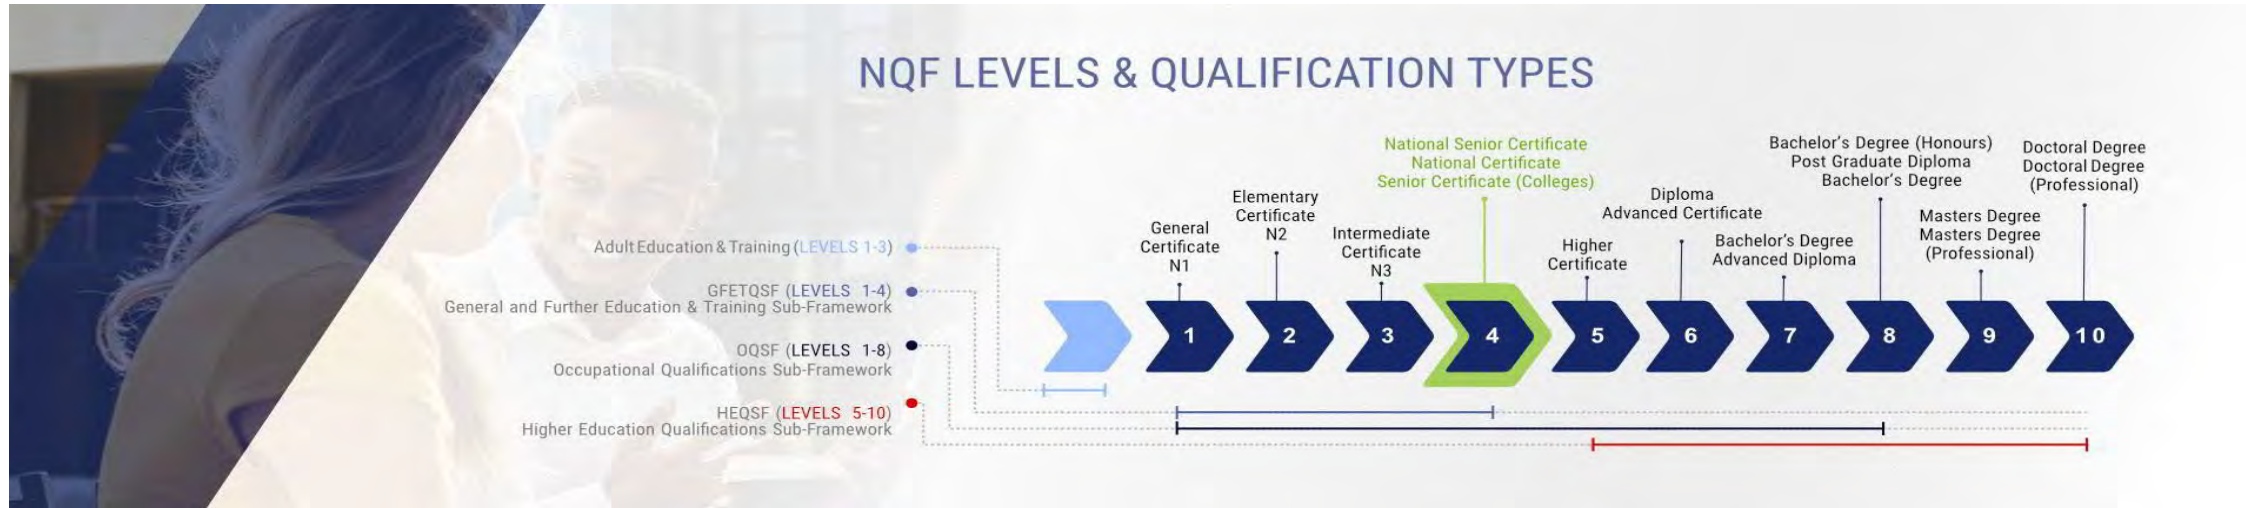 NQF LEVELS & QUALIFICATION TYPES
National Senior Certificate
National Certificate
Senior Certificate (Colleges)
Bachelor's Degree (Honours)
Post Graduate Diploma
Bachelor's Degree
Doctoral Degree
Doctoral Degree
(Professional)
Elementary
Certificate
N2
Diploma
Advanced Certificate
General
Certificate
N1
Intermediate
Certificate
N3
Higher
Certificate
Bachelor's Degree
Advanced Diploma
Masters Degree
Masters Degree
(Professional)
Adult Education & Training (LEVELS 1-3)
GFETQSF (LEVELS 1-4)
General and Further Education & Training Sub-Framework
OQSF (LEVELS 1-8)
Occupational Qualifications Sub-Framework
HEQSF (LEVELS 5-10)
Higher Education Qualifications Sub-Framework
1
2
3
4
5
6
7
8
9
10